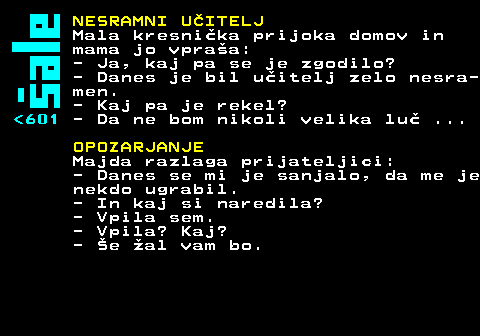 šale
<601
NESRAMNI UČITELJ
Mala kresnička prijoka domov in
mama jo vpraša:
- Ja, kaj pa se je zgodilo?
- Danes je bil učitelj zelo nesra-
men.
- Kaj pa je rekel?
- Da ne bom nikoli velika luč ...
OPOZARJANJE
Majda razlaga prijateljici:
- Danes se mi je sanjalo, da me je
nekdo ugrabil.
- In kaj si naredila?
- Vpila sem.
- Vpila? Kaj?
- Še žal vam bo.